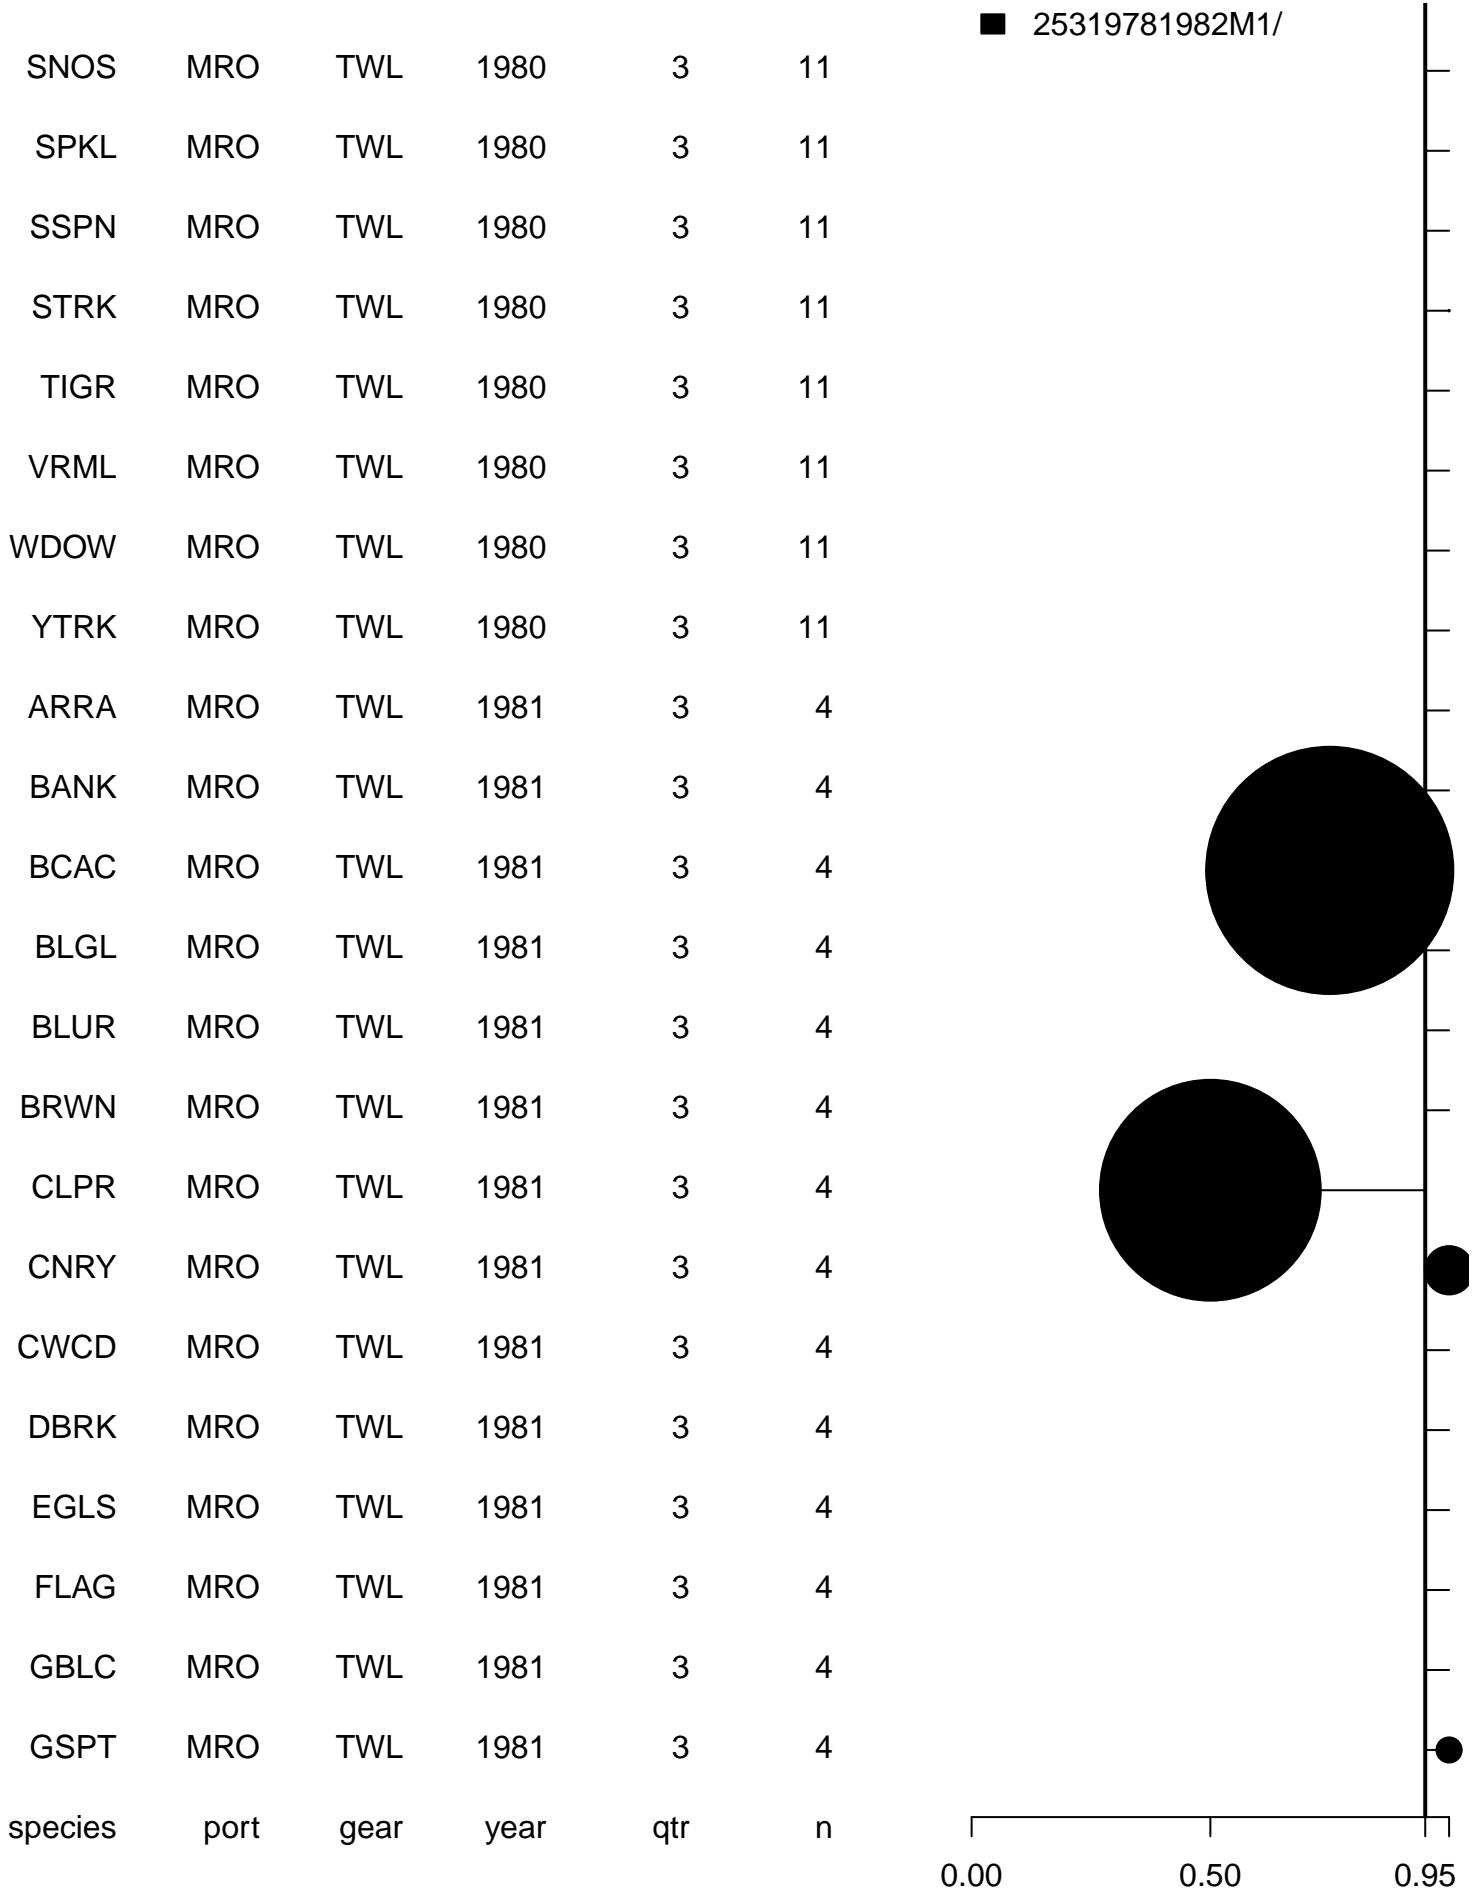 25319781982M1/
SNOS MRO TWL 1980 3 11
SPKL MRO TWL 1980 3 11
SSPN MRO TWL 1980 3 11
STRK MRO TWL 1980 3 11
TIGR MRO TWL 1980 3 11
VRML MRO TWL 1980 3 11
WDOW MRO TWL 1980 3 11
YTRK MRO TWL 1980 3 11
ARRA MRO TWL 1981 3 4
BANK MRO TWL 1981 3 4
BCAC MRO TWL 1981 3 4
BLGL MRO TWL 1981 3 4
BLUR MRO TWL 1981 3 4
BRWN MRO TWL 1981 3 4
CLPR MRO TWL 1981 3 4
CNRY MRO TWL 1981 3 4
CWCD MRO TWL 1981 3 4
DBRK MRO TWL 1981 3 4
EGLS MRO TWL 1981 3 4
FLAG MRO TWL 1981 3 4
GBLC MRO TWL 1981 3 4
GSPT MRO TWL 1981 3 4
species port gear year qtr n
0.00 0.50 0.95